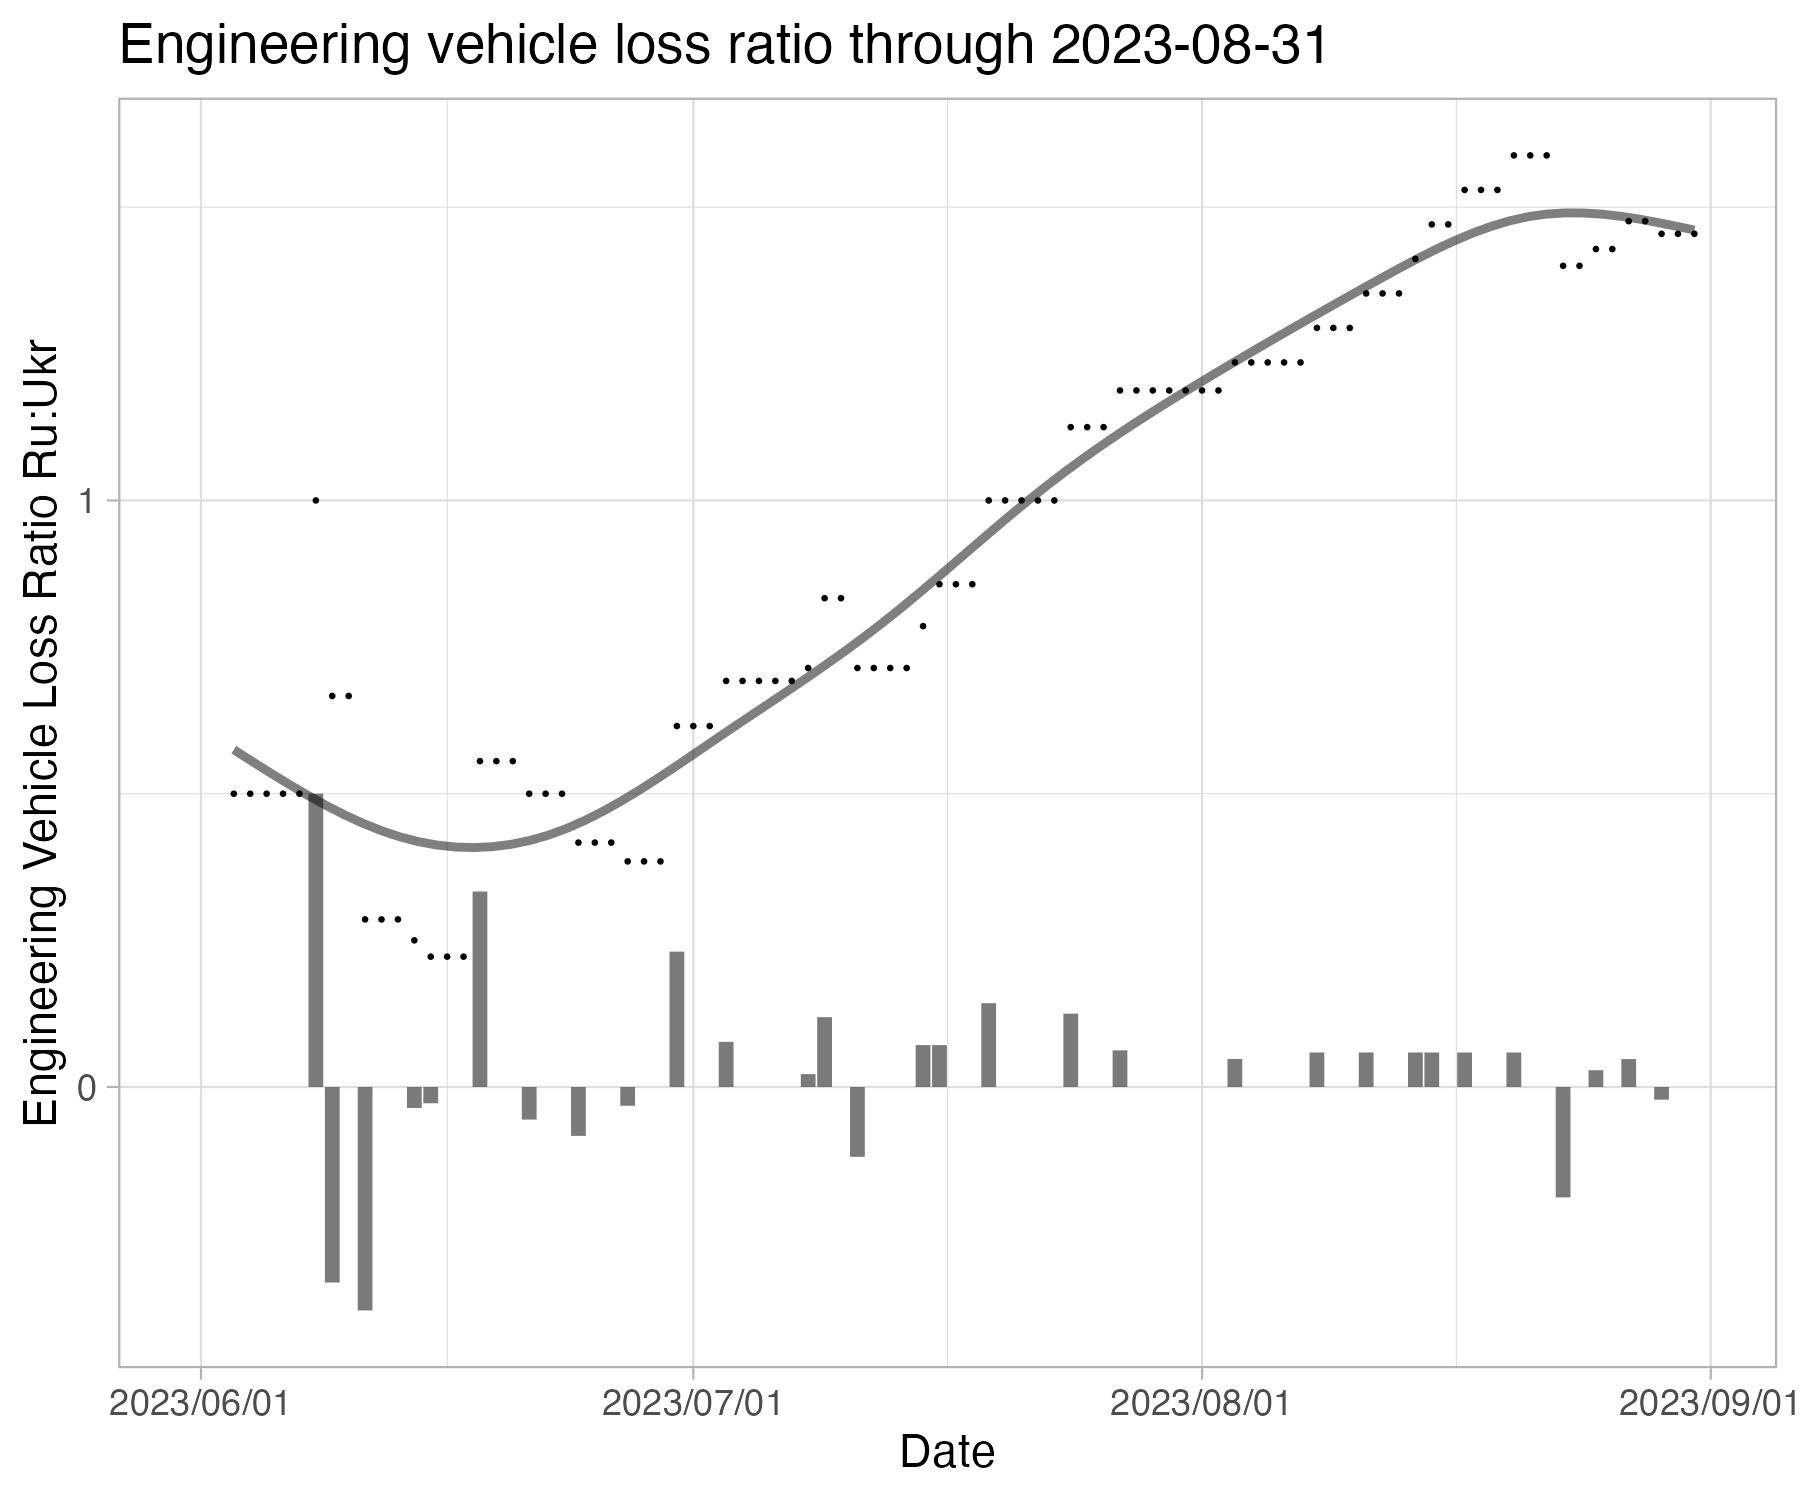 Engineering vehicle loss ratio through 2023-08-31
Engineering Vehicle Loss Ratio Ru:Ukr
1
0
2023/06/01
2023/07/01
2023/08/01
2023/09/01
Date